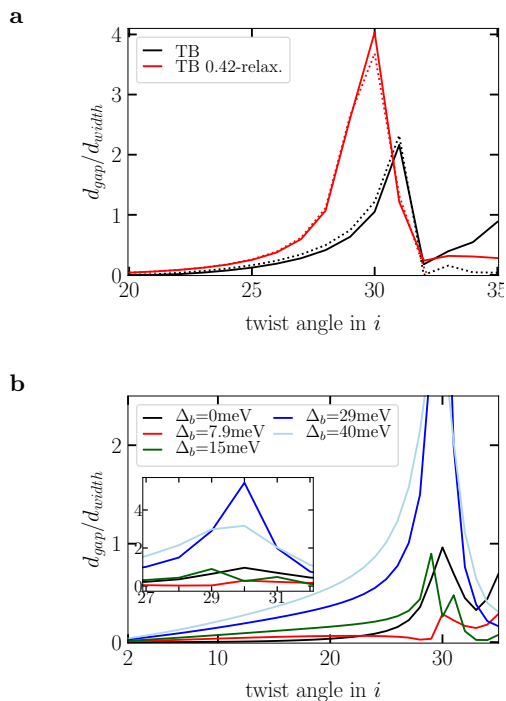 a
4
3
2
1
0
d_gap/d_width
TB
TB 0.42-relax.
20 25 30 35
twist angle in i
b
2
1
0
d_gap/d_width
Δ_b=0meV Δ_b=29meV
Δ_b=7.9meV Δ_b=40meV
Δ_b=15meV
4
2
0
27 29 31
2 10 20 30
twist angle in i